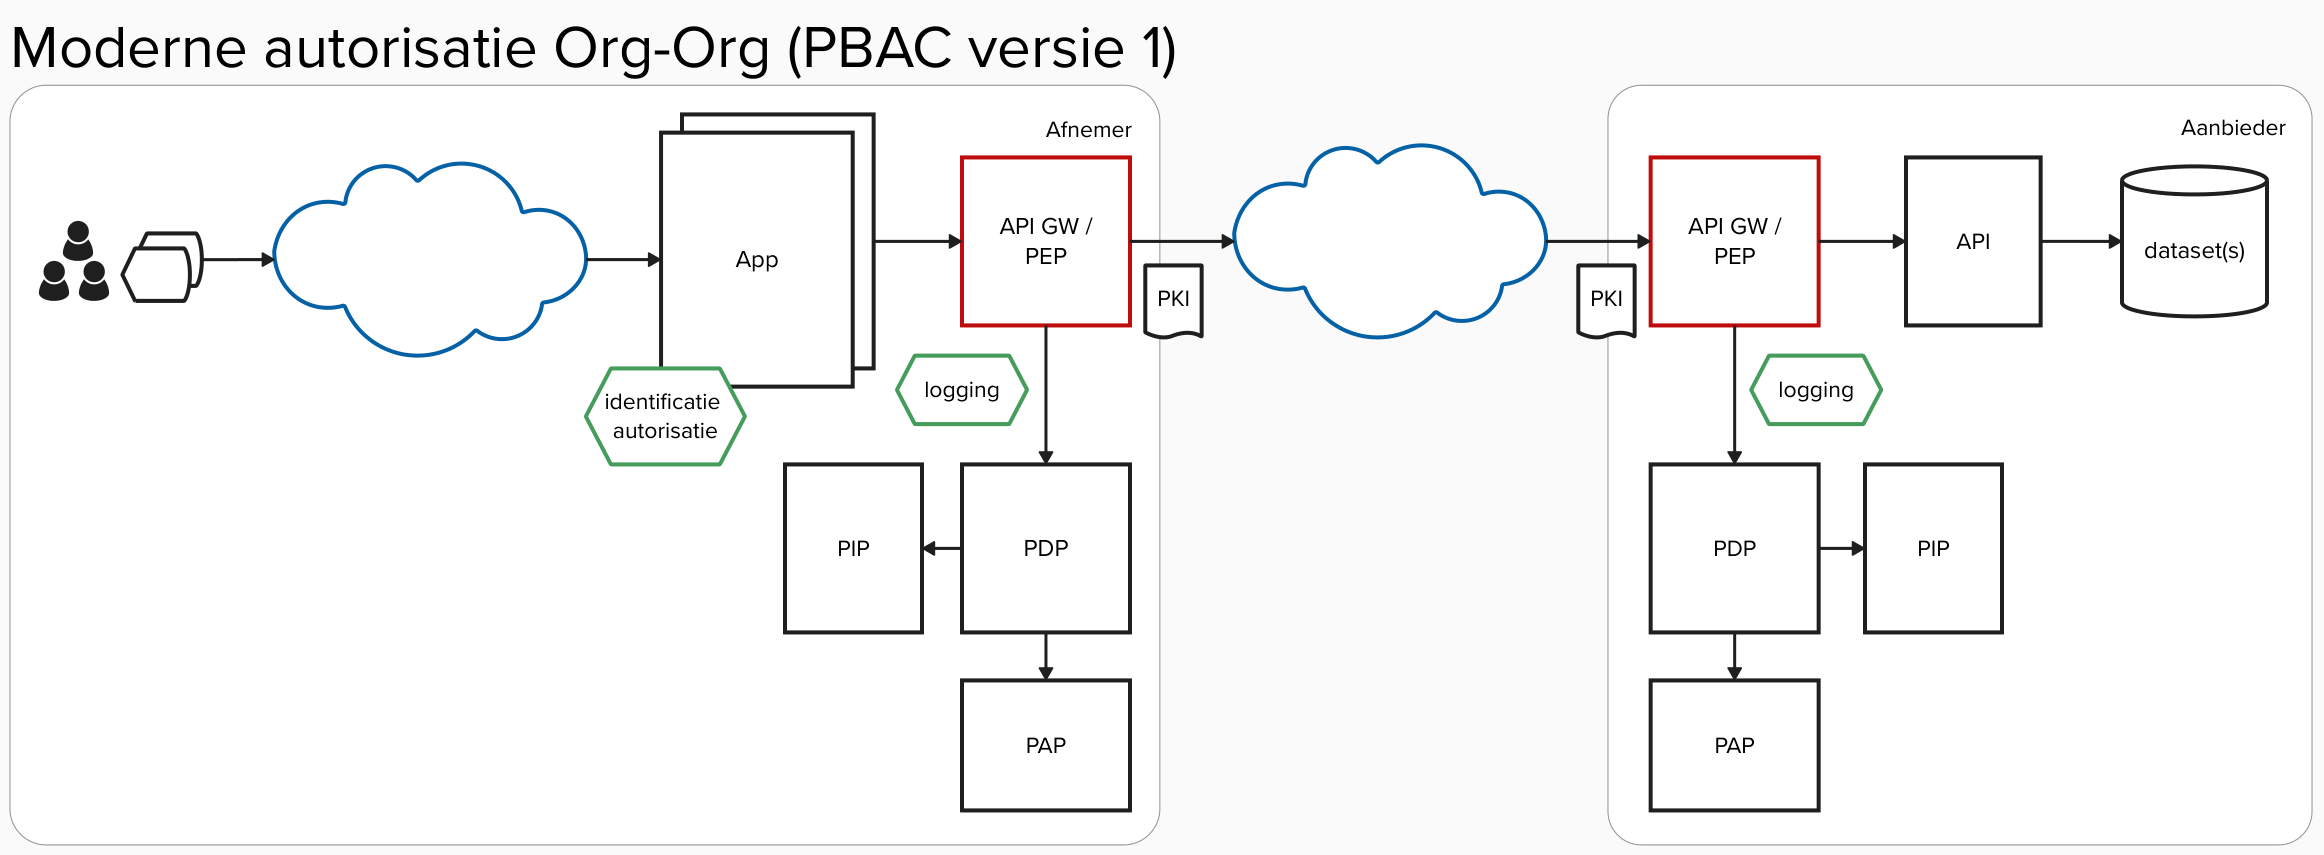 Moderne autorisatie Org-Org (PBAC versie 1)
Afnemer
App
API GW /
PEP
PKI
identificatie
autorisatie
logging
PIP
PDP
PAP
Aanbieder
PKI
API GW /
PEP
API
dataset(s)
logging
PDP
PIP
PAP